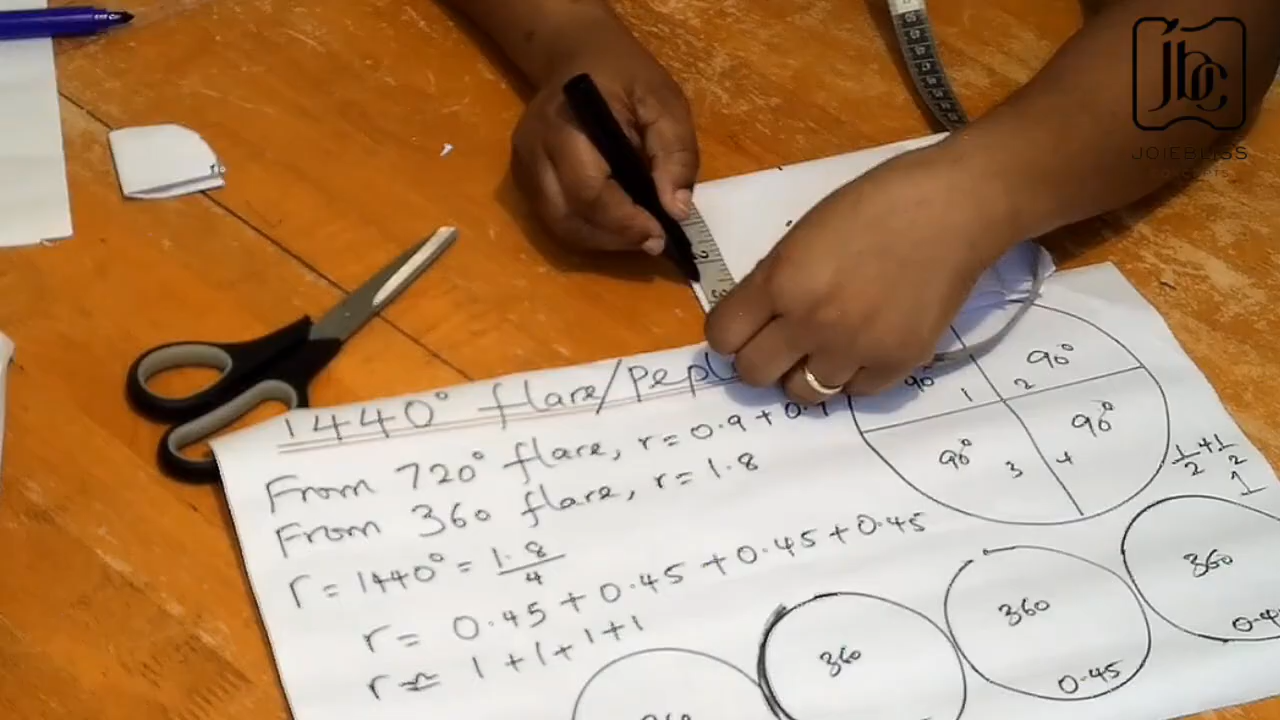 jbc
JOIEBLISS
CONCEPTS
1440° flare/pepl
From 720° flare, r = 0.9 + 0.9
From 360 flare, r = 1.8
r = 1440° = 1.8/4
r = 0.45 + 0.45 + 0.45 + 0.45
r = 1+1+1+1
90° 1
2 90°
90° 3
4 90°
1/2 + 1/2
1
360
360
0.45
360
0.4